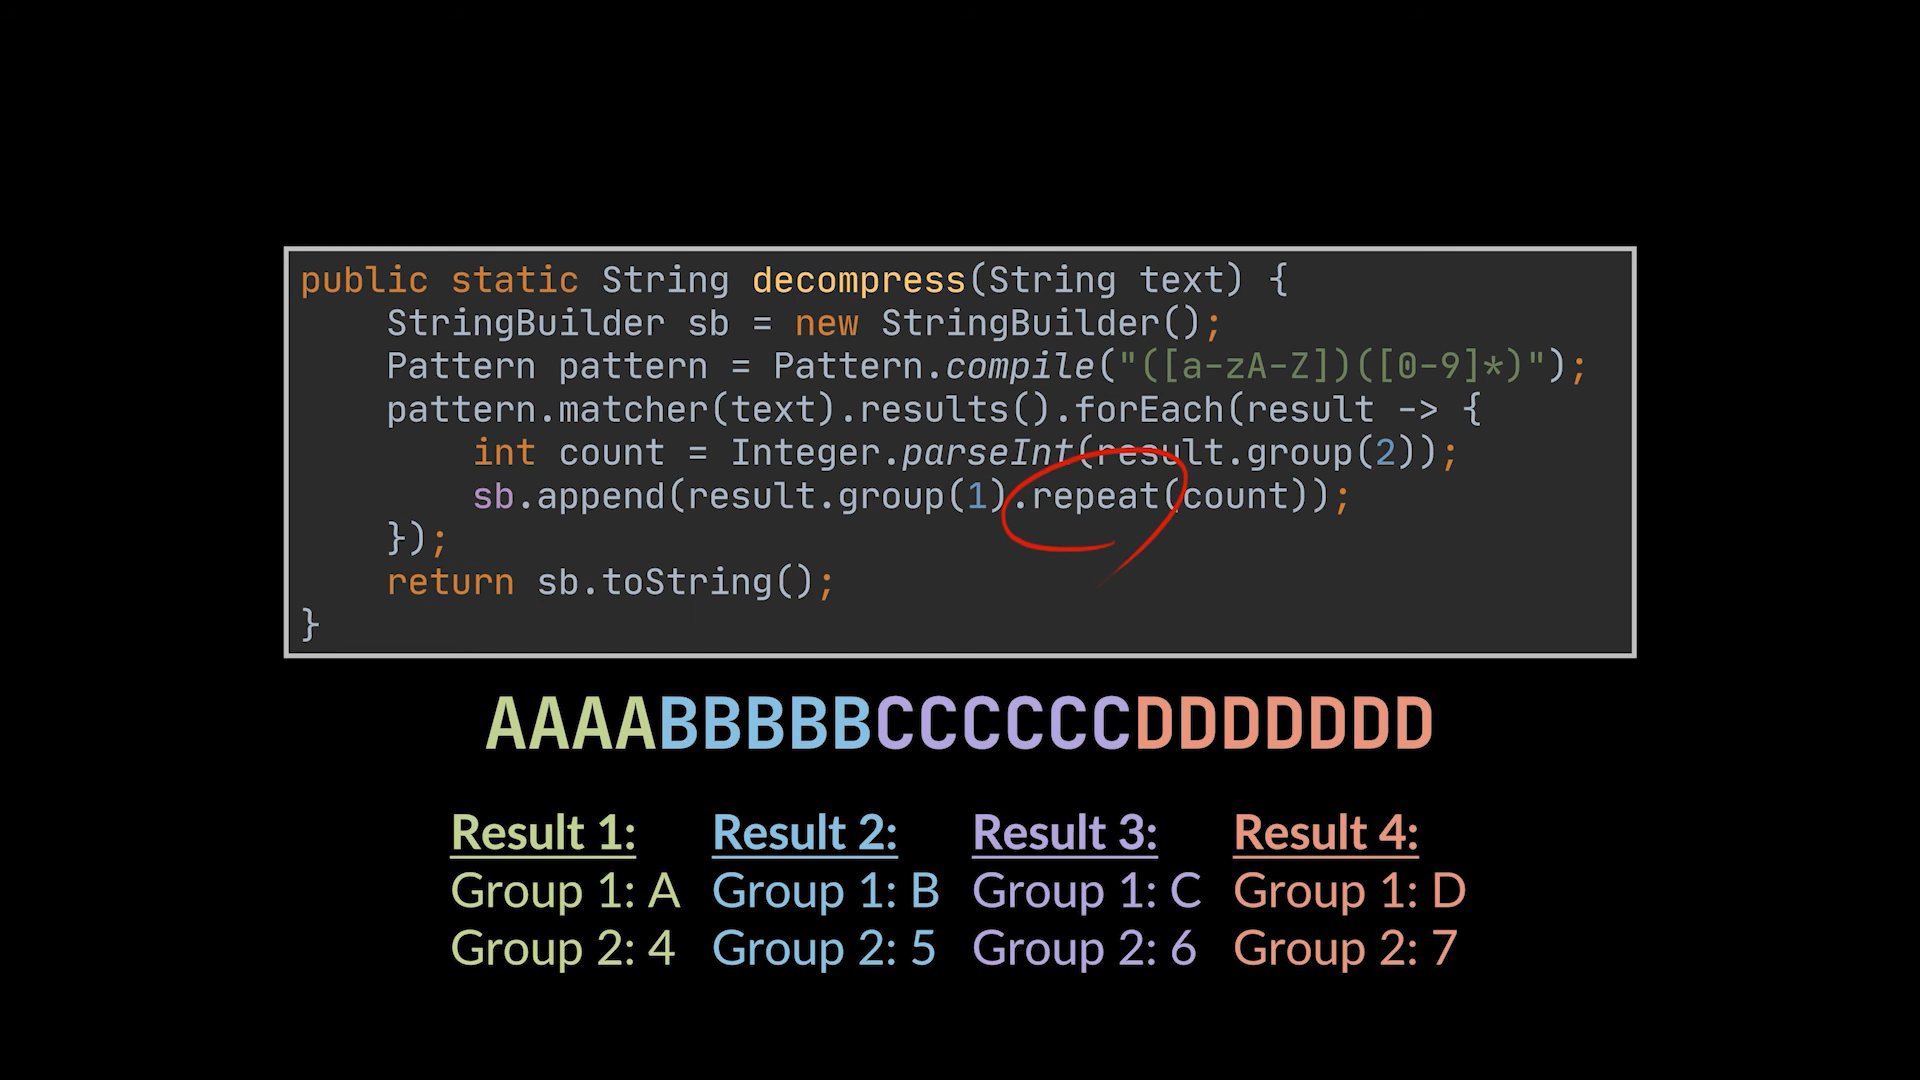 public static String decompress(String text) {
    StringBuilder sb = new StringBuilder();
    Pattern pattern = Pattern.compile("([a-zA-Z])([0-9]*)");
    pattern.matcher(text).results().forEach(result -> {
        int count = Integer.parseInt(result.group(2));
        sb.append(result.group(1).repeat(count));
    });
    return sb.toString();
}
AAAABBBBBCCCCCCDDDDDDD
Result 1:
Group 1: A
Group 2: 4
Result 2:
Group 1: B
Group 2: 5
Result 3:
Group 1: C
Group 2: 6
Result 4:
Group 1: D
Group 2: 7